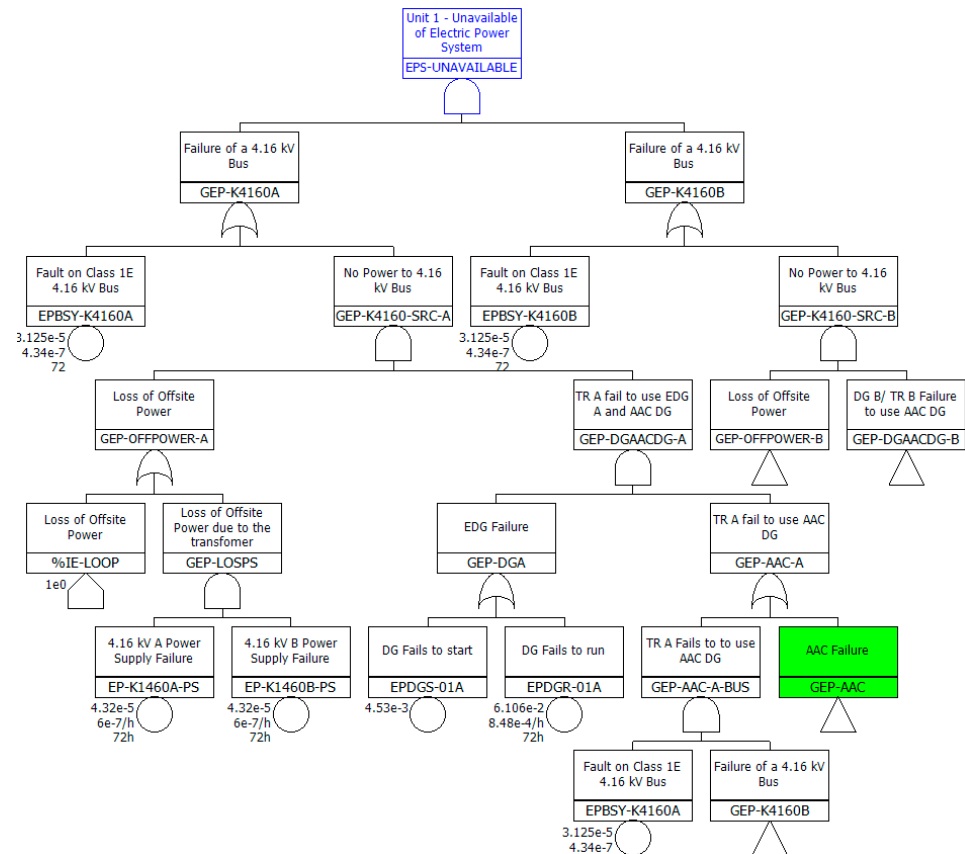 Unit 1 - Unavailable
of Electric Power
System
EPS-UNAVAILABLE
Failure of a 4.16 kV
Bus
GEP-K4160A
Failure of a 4.16 kV
Bus
GEP-K4160B
Fault on Class 1E
4.16 kV Bus
EPBSY-K4160A
3.125e-5
4.34e-7
72
No Power to 4.16
kV Bus
GEP-K4160-SRC-A
Fault on Class 1E
4.16 kV Bus
EPBSY-K4160B
3.125e-5
4.34e-7
72
No Power to 4.16
kV Bus
GEP-K4160-SRC-B
Loss of Offsite
Power
GEP-OFFPOWER-A
TR A fail to use EDG
A and AAC DG
GEP-DGAACDG-A
Loss of Offsite
Power
GEP-OFFPOWER-B
DG B/ TR B Failure
to use AAC DG
GEP-DGAACDG-B
Loss of Offsite
Power
%IE-LOOP
1e0
Loss of Offsite
Power due to the
transfomer
GEP-LOSPS
EDG Failure
GEP-DGA
TR A fail to use AAC
DG
GEP-AAC-A
4.16 kV A Power
Supply Failure
EP-K1460A-PS
4.32e-5
6e-7/h
72h
4.16 kV B Power
Supply Failure
EP-K1460B-PS
4.32e-5
6e-7/h
72h
DG Fails to start
EPDGS-01A
4.53e-3
DG Fails to run
EPDGR-01A
6.106e-2
8.48e-4/h
72h
TR A Fails to to use
AAC DG
GEP-AAC-A-BUS
AAC Failure
GEP-AAC
Fault on Class 1E
4.16 kV Bus
EPBSY-K4160A
3.125e-5
4.34e-7
Failure of a 4.16 kV
Bus
GEP-K4160B